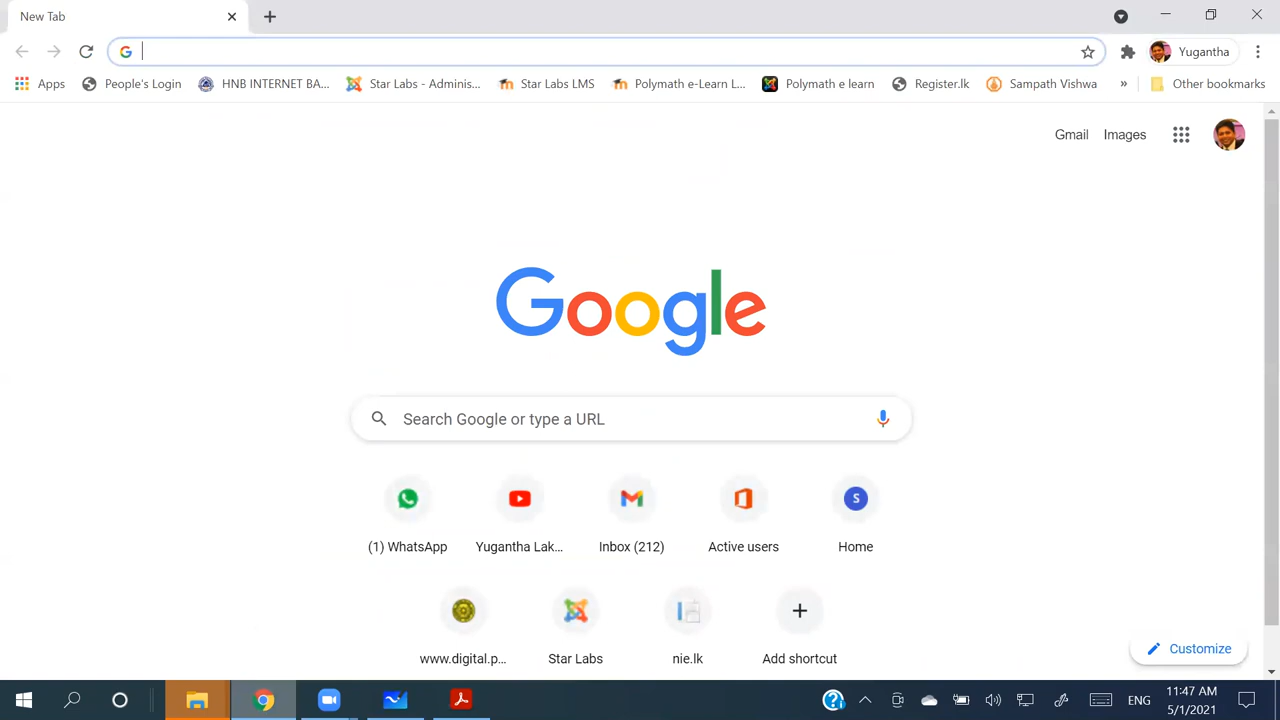 New Tab
Yugantha
Apps People's Login HNB INTERNET BA... Star Labs - Adminis... Star Labs LMS Polymath e-Learn L... Polymath e learn Register.lk Sampath Vishwa » Other bookmarks
Gmail Images
Google
Search Google or type a URL
(1) WhatsApp Yugantha Lak... Inbox (212) Active users Home
www.digital.p... Star Labs nie.lk Add shortcut
Customize
ENG
11:47 AM
5/1/2021